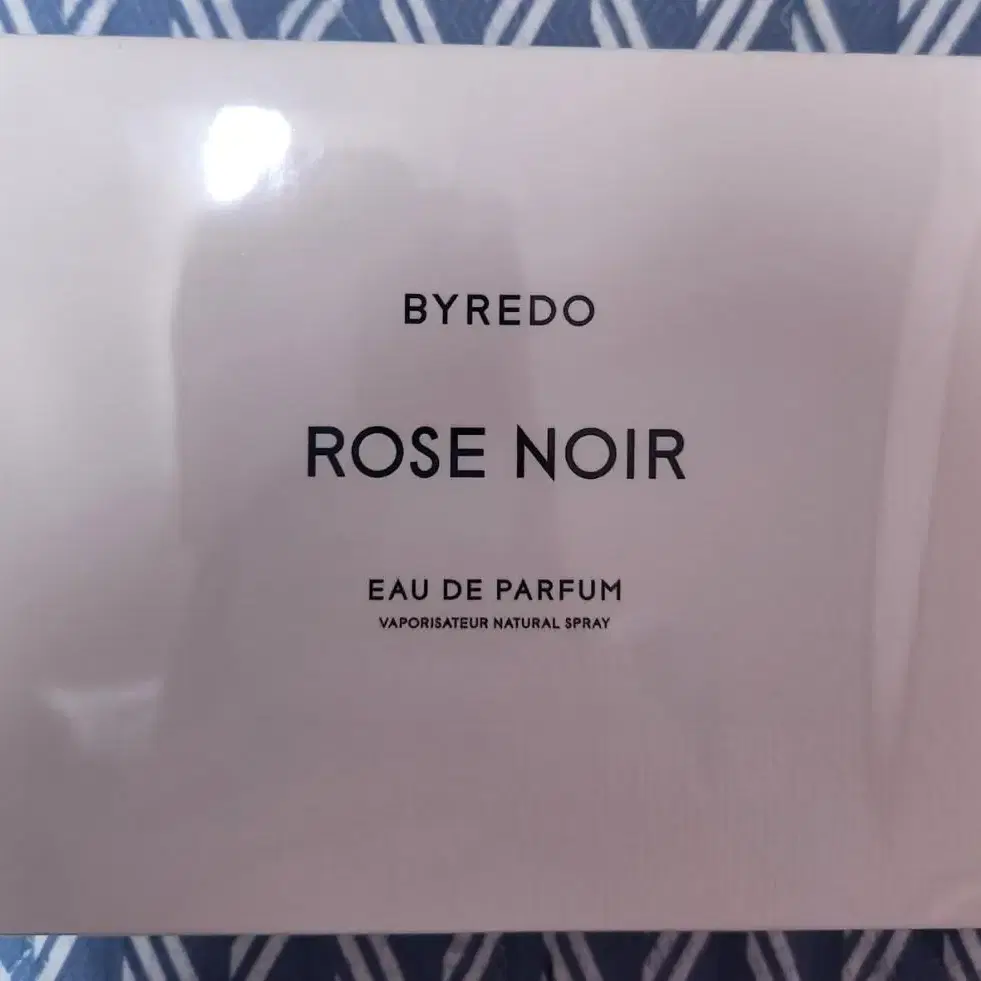 BYREDO
ROSE NOIR
EAU DE PARFUM
VAPORISATEUR NATURAL SPRAY